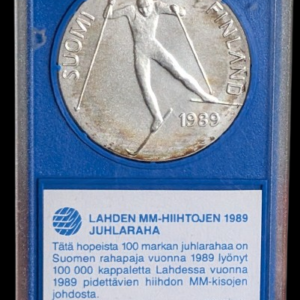 SUOMI FINLAND
1989
LAHDEN MM-HIIHTOJEN 1989
JUHLARAHA
Tätä hopeista 100 markan juhlarahaa on
Suomen rahapaja vuonna 1989 lyönyt
100 000 kappaletta Lahdessa vuonna
1989 pidettävien hiihdon MM-kisojen
johdosta.